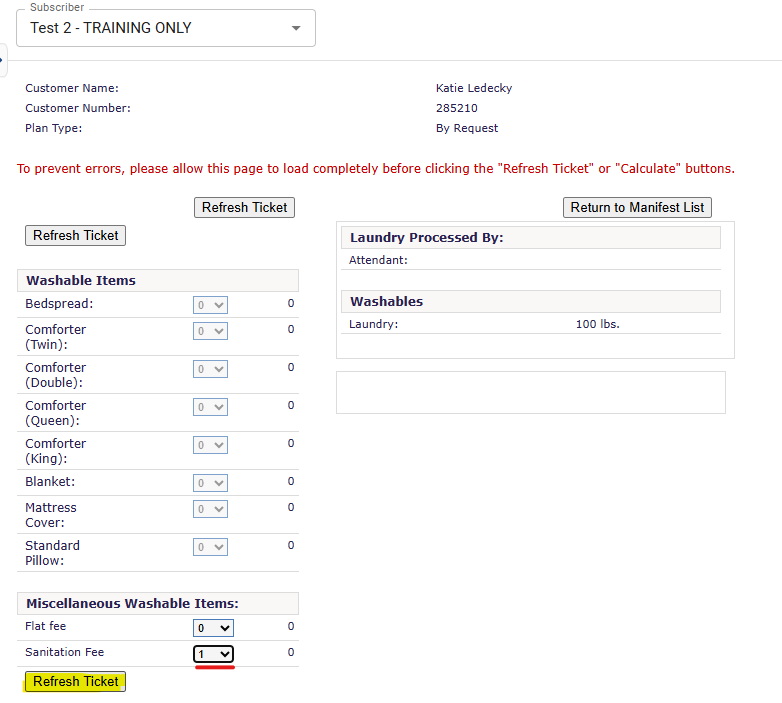 Subscriber
Test 2 - TRAINING ONLY
Customer Name: Katie Ledecky
Customer Number: 285210
Plan Type: By Request
To prevent errors, please allow this page to load completely before clicking the "Refresh Ticket" or "Calculate" buttons.
Refresh Ticket
Return to Manifest List
Refresh Ticket
Washable Items
Bedspread: 0 0
Comforter
(Twin): 0 0
Comforter
(Double): 0 0
Comforter
(Queen): 0 0
Comforter
(King): 0 0
Blanket: 0 0
Mattress
Cover: 0 0
Standard
Pillow: 0 0
Miscellaneous Washable Items:
Flat fee 0 0
Sanitation Fee 1 0
Refresh Ticket
Laundry Processed By:
Attendant:
Washables
Laundry: 100 lbs.